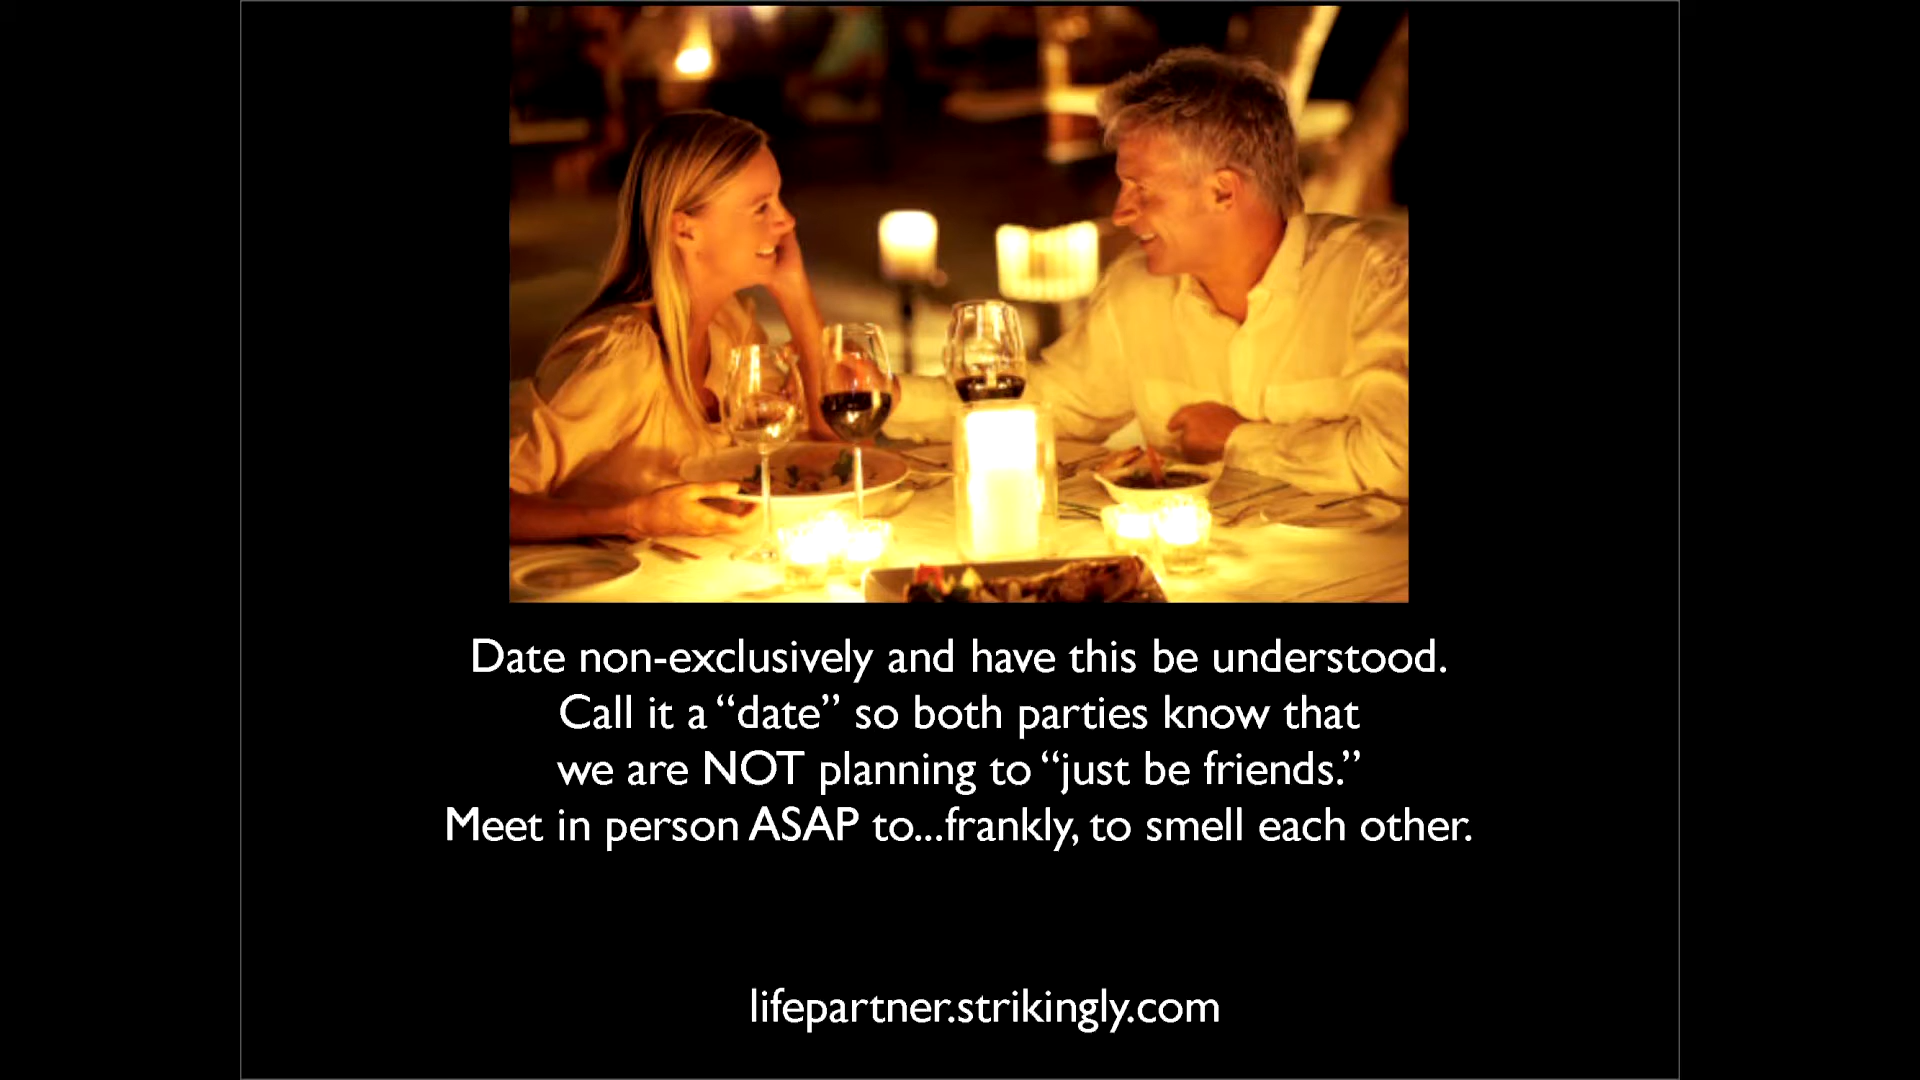 Date non-exclusively and have this be understood.
Call it a “date” so both parties know that
we are NOT planning to “just be friends.”
Meet in person ASAP to...frankly, to smell each other.
lifepartner.strikingly.com